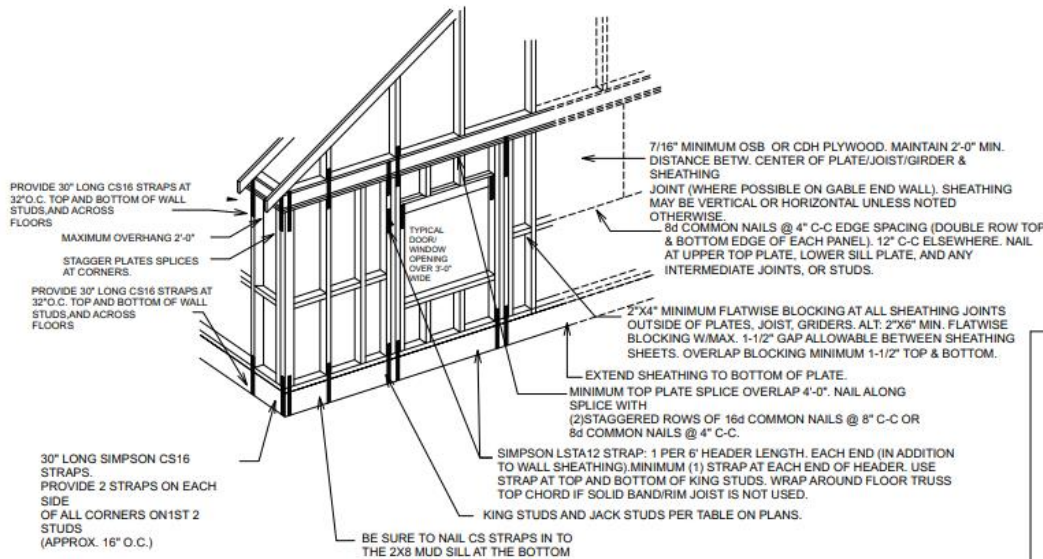 PROVIDE 30" LONG CS16 STRAPS AT
32"O.C. TOP AND BOTTOM OF WALL
STUDS,AND ACROSS
FLOORS
MAXIMUM OVERHANG 2'-0"
STAGGER PLATES SPLICES
AT CORNERS.
PROVIDE 30" LONG CS16 STRAPS AT
32"O.C. TOP AND BOTTOM OF WALL
STUDS,AND ACROSS
FLOORS
30" LONG SIMPSON CS16
STRAPS.
PROVIDE 2 STRAPS ON EACH
SIDE
OF ALL CORNERS ON1ST 2
STUDS
(APPROX. 16" O.C.)
TYPICAL
DOOR/
WINDOW
OPENING
OVER 3'-0"
WIDE
7/16" MINIMUM OSB OR CDH PLYWOOD. MAINTAIN 2'-0" MIN.
DISTANCE BETW. CENTER OF PLATE/JOIST/GIRDER &
SHEATHING
JOINT (WHERE POSSIBLE ON GABLE END WALL). SHEATHING
MAY BE VERTICAL OR HORIZONTAL UNLESS NOTED
OTHERWISE.
8d COMMON NAILS @ 4" C-C EDGE SPACING (DOUBLE ROW TOP
& BOTTOM EDGE OF EACH PANEL). 12" C-C ELSEWHERE. NAIL
AT UPPER TOP PLATE, LOWER SILL PLATE, AND ANY
INTERMEDIATE JOINTS, OR STUDS.
2"X4" MINIMUM FLATWISE BLOCKING AT ALL SHEATHING JOINTS
OUTSIDE OF PLATES, JOIST, GRIDERS. ALT: 2"X6" MIN. FLATWISE
BLOCKING W/MAX. 1-1/2" GAP ALLOWABLE BETWEEN SHEATHING
SHEETS. OVERLAP BLOCKING MINIMUM 1-1/2" TOP & BOTTOM.
EXTEND SHEATHING TO BOTTOM OF PLATE.
MINIMUM TOP PLATE SPLICE OVERLAP 4'-0". NAIL ALONG
SPLICE WITH
(2)STAGGERED ROWS OF 16d COMMON NAILS @ 8" C-C OR
8d COMMON NAILS @ 4" C-C.
SIMPSON LSTA12 STRAP: 1 PER 6' HEADER LENGTH. EACH END (IN ADDITION
TO WALL SHEATHING).MINIMUM (1) STRAP AT EACH END OF HEADER. USE
STRAP AT TOP AND BOTTOM OF KING STUDS. WRAP AROUND FLOOR TRUSS
TOP CHORD IF SOLID BAND/RIM JOIST IS NOT USED.
KING STUDS AND JACK STUDS PER TABLE ON PLANS.
BE SURE TO NAIL CS STRAPS IN TO
THE 2X8 MUD SILL AT THE BOTTOM